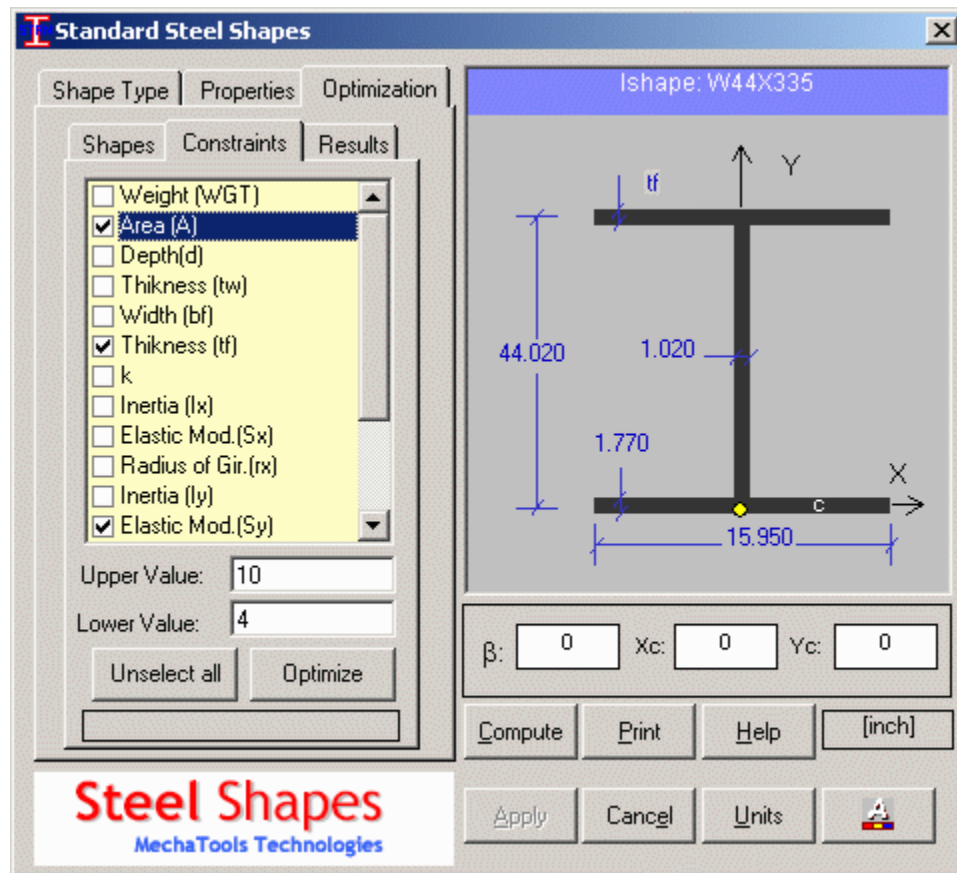 Standard Steel Shapes
Shape Type
Properties
Optimization
Shapes
Constraints
Results
Weight (WGT)
Area (A)
Depth(d)
Thikness (tw)
Width (bf)
Thikness (tf)
k
Inertia (Ix)
Elastic Mod.(Sx)
Radius of Gir.(rx)
Inertia (Iy)
Elastic Mod.(Sy)
Upper Value:
10
Lower Value:
4
Unselect all
Optimize
Ishape: W44X335
tf
Y
44.020
1.020
1.770
X
c
15.950
β:
0
Xc:
0
Yc:
0
Compute
Print
Help
[inch]
Apply
Cancel
Units
A
Steel Shapes
MechaTools Technologies